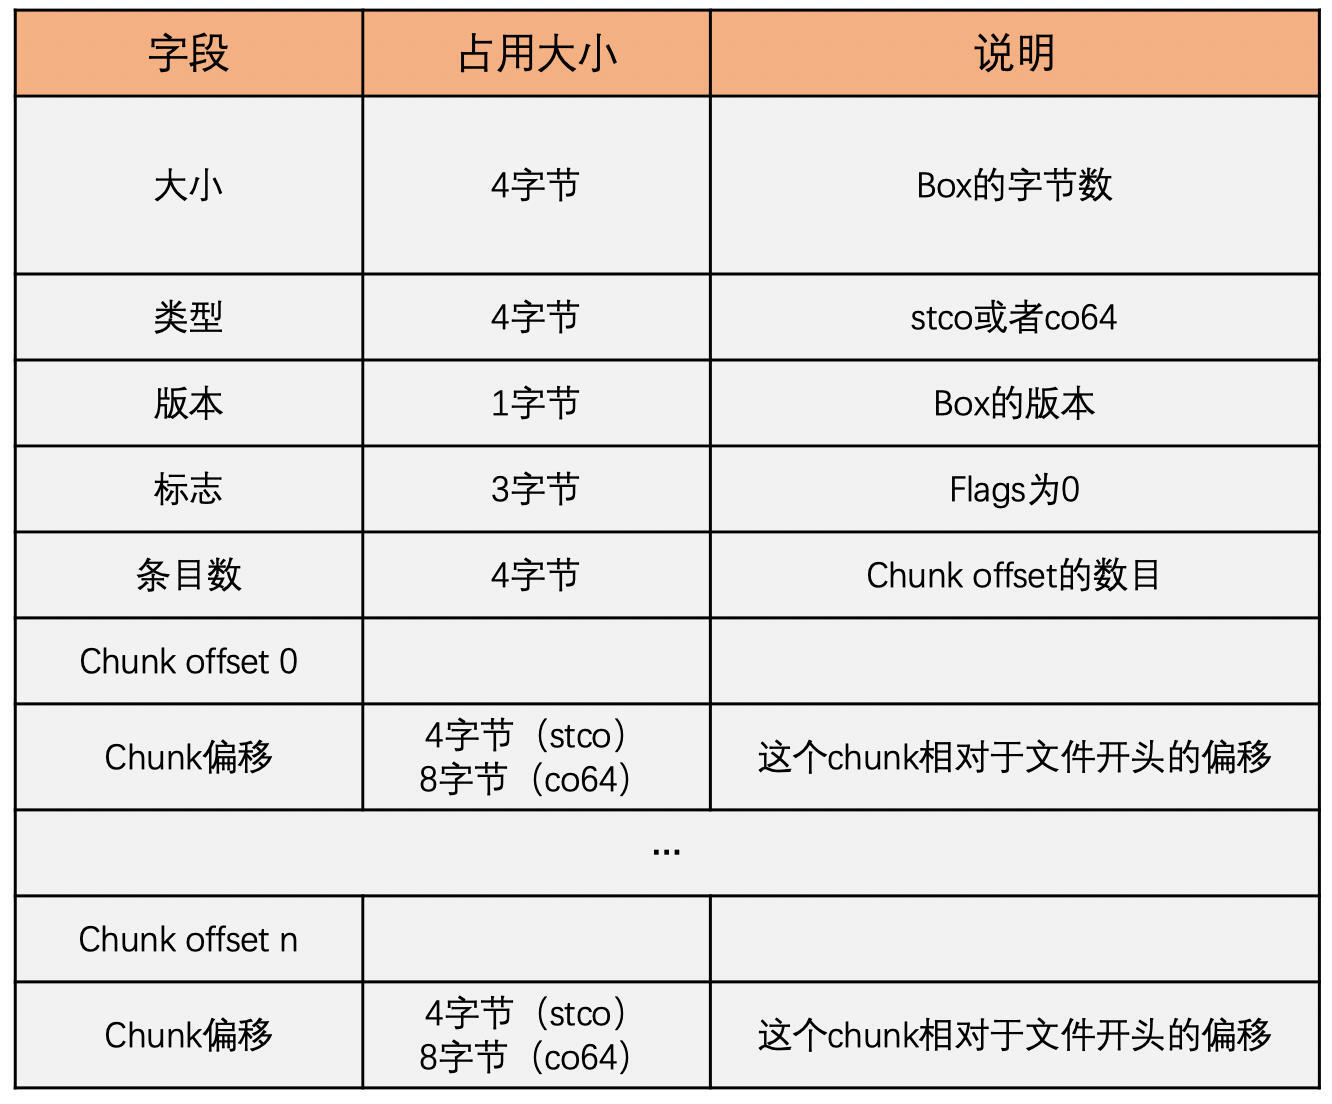 字段 占用大小 说明
大小 4字节 Box的字节数
类型 4字节 stco或者co64
版本 1字节 Box的版本
标志 3字节 Flags为0
条目数 4字节 Chunk offset的数目
Chunk offset 0
Chunk偏移 4字节（stco） 这个chunk相对于文件开头的偏移
8字节（co64）
...
Chunk offset n
Chunk偏移 4字节（stco） 这个chunk相对于文件开头的偏移
8字节（co64）